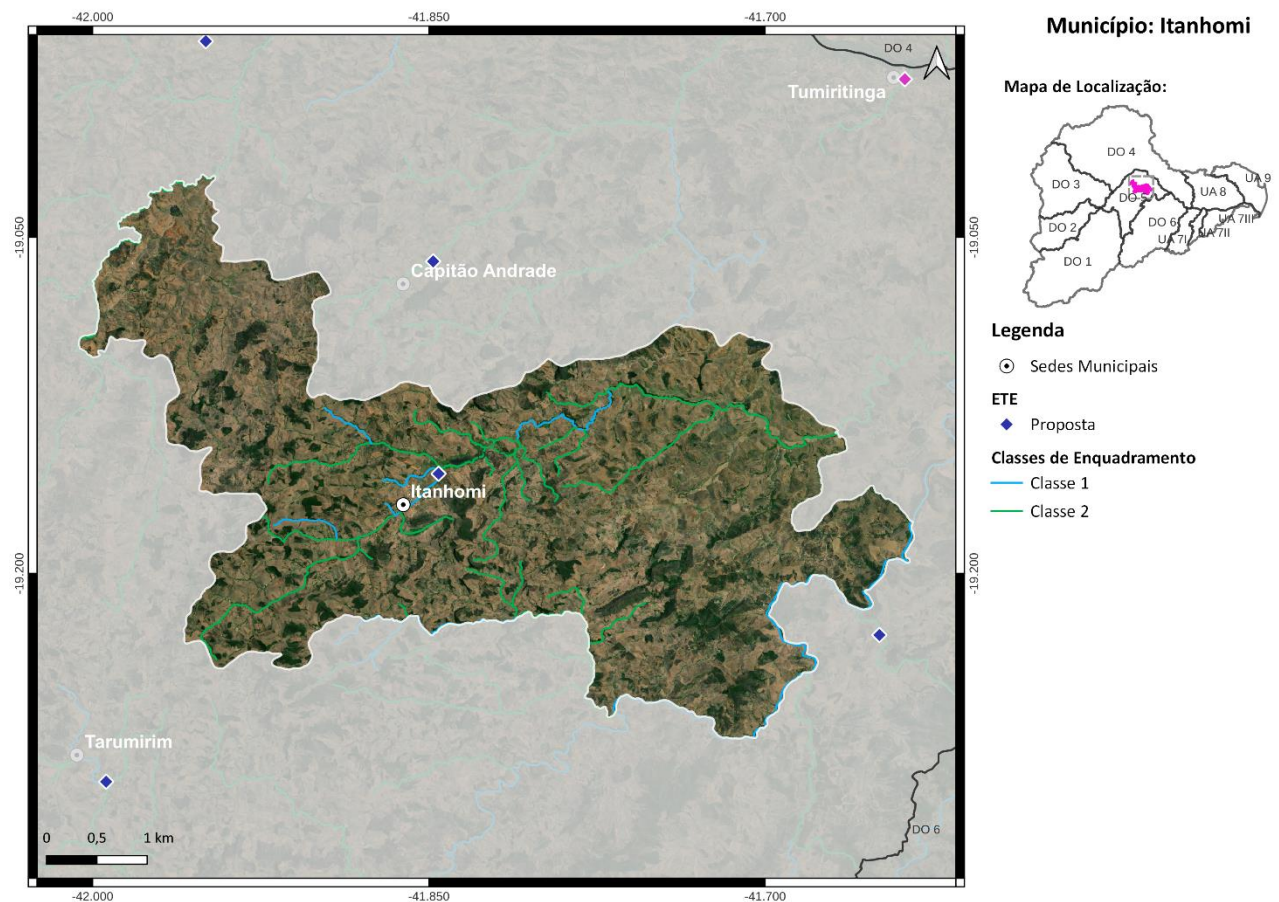 -42.000
-41.850
-41.700
Município: Itanhomi
DO 4
Tumiritinga
Mapa de Localização:
DO 4
DO 3
UA 9
UA 8
DO 5
DO 6
UA 7III
DO 2
UA 7II
UA 7I
DO 1
-19.050
-19.050
Capitão Andrade
Legenda
Sedes Municipais
ETE
Proposta
Classes de Enquadramento
Classe 1
Classe 2
Itanhomi
-19.200
-19.200
Tarumirim
DO 6
0 0,5 1 km
-42.000
-41.850
-41.700